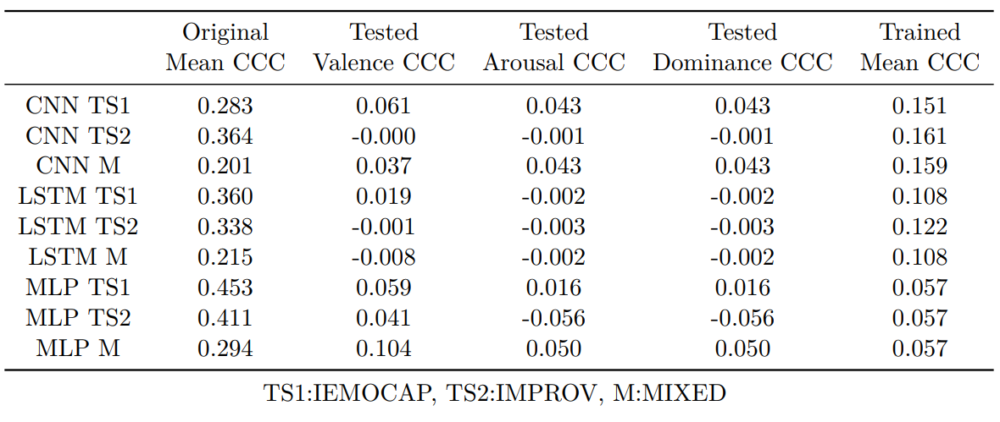 Original Tested Tested Tested Trained
Mean CCC Valence CCC Arousal CCC Dominance CCC Mean CCC
CNN TS1 0.283 0.061 0.043 0.043 0.151
CNN TS2 0.364 -0.000 -0.001 -0.001 0.161
CNN M 0.201 0.037 0.043 0.043 0.159
LSTM TS1 0.360 0.019 -0.002 -0.002 0.108
LSTM TS2 0.338 -0.001 -0.003 -0.003 0.122
LSTM M 0.215 -0.008 -0.002 -0.002 0.108
MLP TS1 0.453 0.059 0.016 0.016 0.057
MLP TS2 0.411 0.041 -0.056 -0.056 0.057
MLP M 0.294 0.104 0.050 0.050 0.057
TS1:IEMOCAP, TS2:IMPROV, M:MIXED